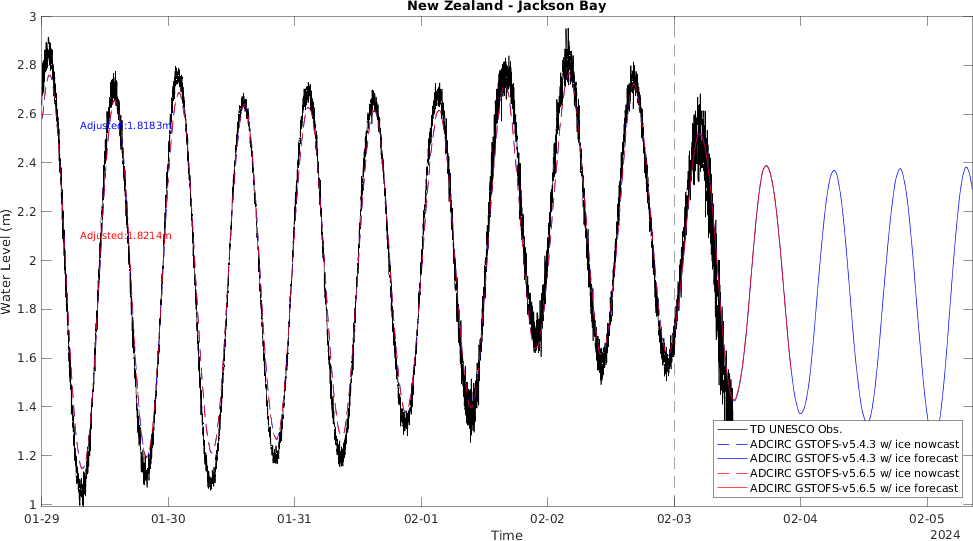 New Zealand - Jackson Bay
3
2.8
2.6
2.4
2.2
2
1.8
1.6
1.4
1.2
1
Water Level (m)
Adjusted:1.8183m
Adjusted:1.8214m
TD UNESCO Obs.
ADCIRC GSTOFS-v5.4.3 w/ ice nowcast
ADCIRC GSTOFS-v5.4.3 w/ ice forecast
ADCIRC GSTOFS-v5.6.5 w/ ice nowcast
ADCIRC GSTOFS-v5.6.5 w/ ice forecast
01-29 01-30 01-31 02-01 02-02 02-03 02-04 02-05
Time
2024